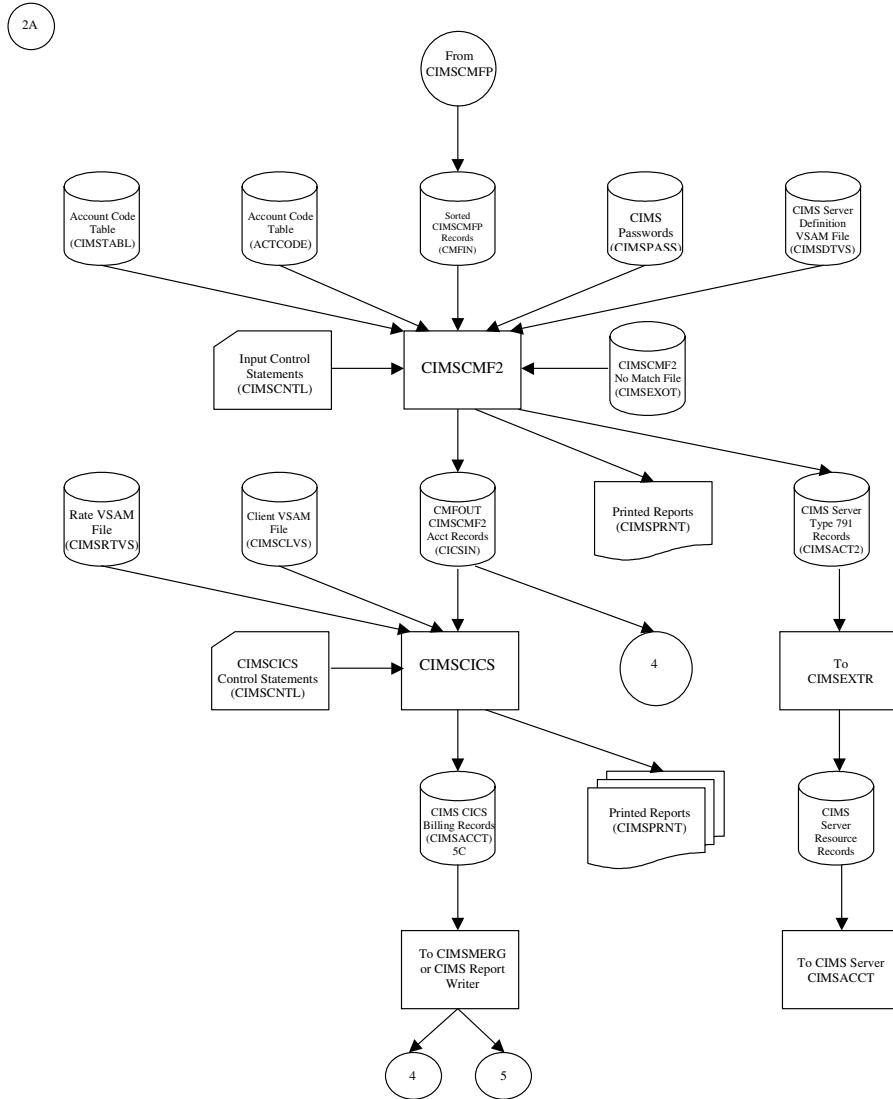 2A
From
CIMSCMFP
Account Code
Table
(CIMSTABL)
Account Code
Table
(ACTCODE)
Sorted
CIMSCMFP
Records
(CMFIN)
CIMS
Passwords
(CIMSPASS)
CIMS Server
Definition
VSAM File
(CIMSDTVS)
Input Control
Statements
(CIMSCNTL)
CIMSCMF2
CIMSCMF2
No Match File
(CIMSEXOT)
Rate VSAM
File
(CIMSRTVS)
Client VSAM
File
(CIMSCLVS)
CMFOUT
CIMSCMF2
Acct Records
(CICSIN)
Printed Reports
(CIMSPRNT)
CIMS Server
Type 791
Records
(CIMSACT2)
CIMSCICS
Control Statements
(CIMSCNTL)
CIMSCICS
4
To
CIMSEXTR
CIMS CICS
Billing Records
(CIMSACCT)
5C
Printed Reports
(CIMSPRNT)
CIMS
Server
Resource
Records
To CIMSMERG
or CIMS Report
Writer
To CIMS Server
CIMSACCT
4
5